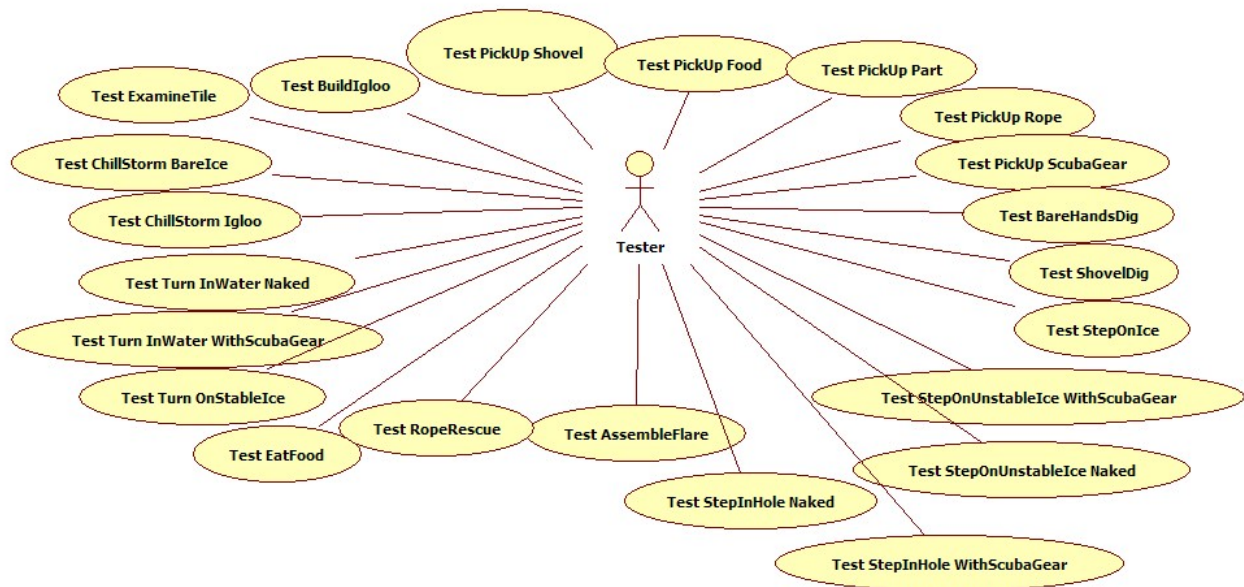 Test PickUp Shovel
Test PickUp Food
Test PickUp Part
Test BuildIgloo
Test ExamineTile
Test PickUp Rope
Test ChillStorm BareIce
Test PickUp ScubaGear
Test ChillStorm Igloo
Test BareHandsDig
Tester
Test ShovelDig
Test Turn InWater Naked
Test StepOnIce
Test Turn InWater WithScubaGear
Test Turn OnStableIce
Test StepOnUnstableIce WithScubaGear
Test RopeRescue
Test AssembleFlare
Test EatFood
Test StepOnUnstableIce Naked
Test StepInHole Naked
Test StepInHole WithScubaGear